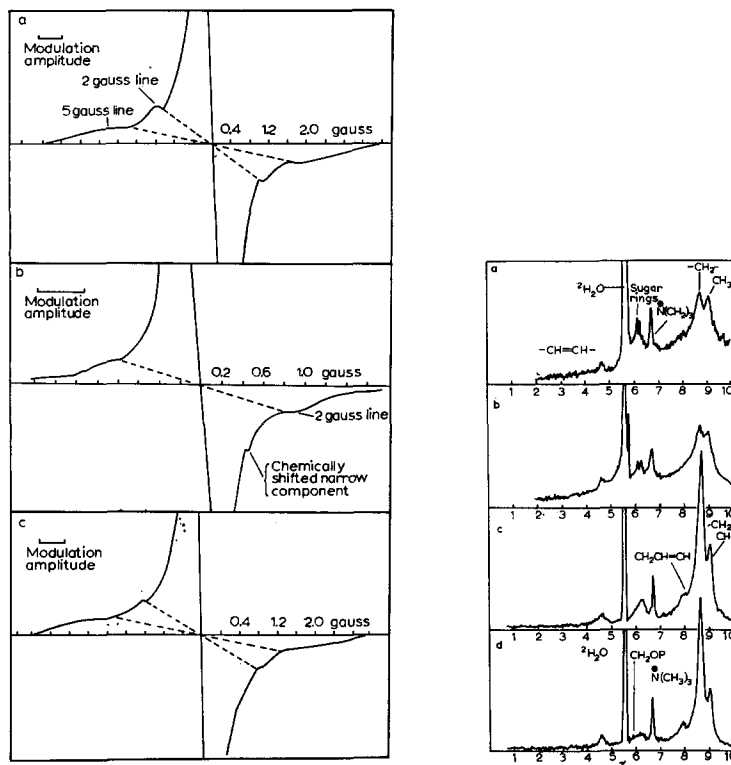 a
Modulation
amplitude
2 gauss line
5 gauss line
0.4 1.2 2.0 gauss
b
Modulation
amplitude
0.2 0.6 1.0 gauss
2 gauss line
Chemically
shifted narrow
component
c
Modulation
amplitude
0.4 1.2 2.0 gauss
a
-CH2-
CH3
²H2O
Sugar
rings
N(CH2)3
-CH=CH-
1 2 3 4 5 6 7 8 9 10
b
1 2 3 4 5 6 7 8 9 10
c
-CH2
CH
CH2CH=CH
1 2 3 4 5 6 7 8 9 10
d
²H2O
CH2OP
N(CH3)3
1 2 3 4 5 6 7 8 9 10